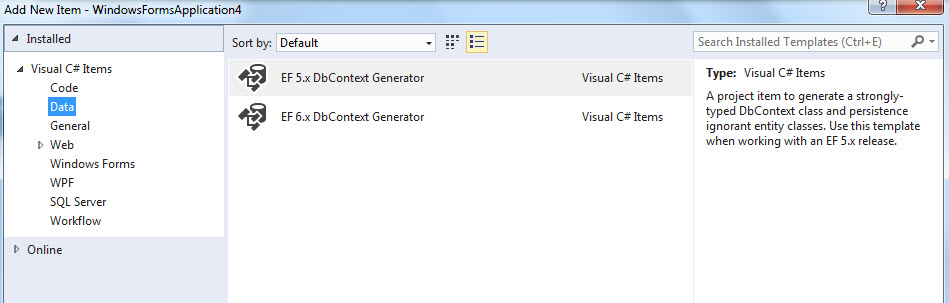 Add New Item - WindowsFormsApplication4
?
Installed
Sort by: Default
Search Installed Templates (Ctrl+E)
Visual C# Items
Code
Data
General
Web
Windows Forms
WPF
SQL Server
Workflow
Online
EF 5.x DbContext Generator Visual C# Items
EF 6.x DbContext Generator Visual C# Items
Type: Visual C# Items
A project item to generate a strongly-
typed DbContext class and persistence
ignorant entity classes. Use this template
when working with an EF 5.x release.